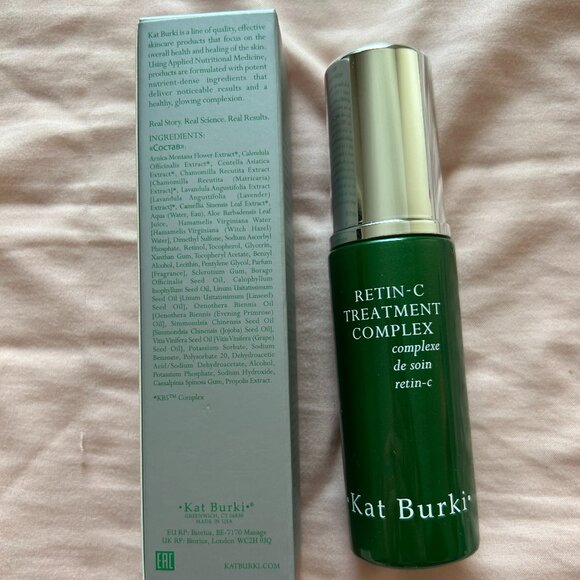 Kat Burki is a line of quality, effective
skincare products that focus on the
overall health and healing of the skin.
Using Applied Nutritional Medicine,
products are formulated with potent
nutrient-dense ingredients that
deliver noticeable results and a
healthy, glowing complexion.
Real Story. Real Science. Real Results.
INGREDIENTS:
«Состав»:
Arnica Montana Flower Extract*, Calendula
Officinalis Extract*, Centella Asiatica
Extract*, Chamomilla Recutita Extract
[Chamomilla Recutita (Matricaria)
Extract]*, Lavandula Angustifolia Extract
[Lavandula Angustifolia (Lavender)
Extract]*, Camellia Sinensis Leaf Extract*,
Aqua (Water, Eau), Aloe Barbadensis Leaf
Juice, Hamamelis Virginiana Water
[Hamamelis Virginiana (Witch Hazel)
Water], Dimethyl Sulfone, Sodium Ascorbyl
Phosphate, Retinol, Tocopherol, Glycerin,
Xanthan Gum, Tocopheryl Acetate, Benzyl
Alcohol, Lecithin, Pentylene Glycol, Parfum
[Fragrance], Sclerotium Gum, Borago
Officinalis Seed Oil, Calophyllum
Inophyllum Seed Oil, Linum Usitatissimum
Seed Oil [Linum Usitatissimum (Linseed)
Seed Oil], Oenothera Biennis Oil
[Oenothera Biennis (Evening Primrose)
Oil], Simmondsia Chinensis Seed Oil
[Simmondsia Chinensis (Jojoba) Seed Oil],
Vitis Vinifera Seed Oil [Vitis Vinifera (Grape)
Seed Oil], Potassium Sorbate, Sodium
Benzoate, Polysorbate 20, Dehydroacetic
Acid/Sodium Dehydroacetate, Alcohol,
Potassium Phosphate, Sodium Hydroxide,
Caesalpinia Spinosa Gum, Propolis Extract.
*KB5™ Complex
•Kat Burki•®
GREENWICH, CT 06830
MADE IN USA
EU RP: Biorius, BE-7170 Manage
UK RP: Biorius, London WC2H 9JQ
EAC
KATBURKI.COM
RETIN-C
TREATMENT
COMPLEX
complexe
de soin
retin-c
•Kat Burki•